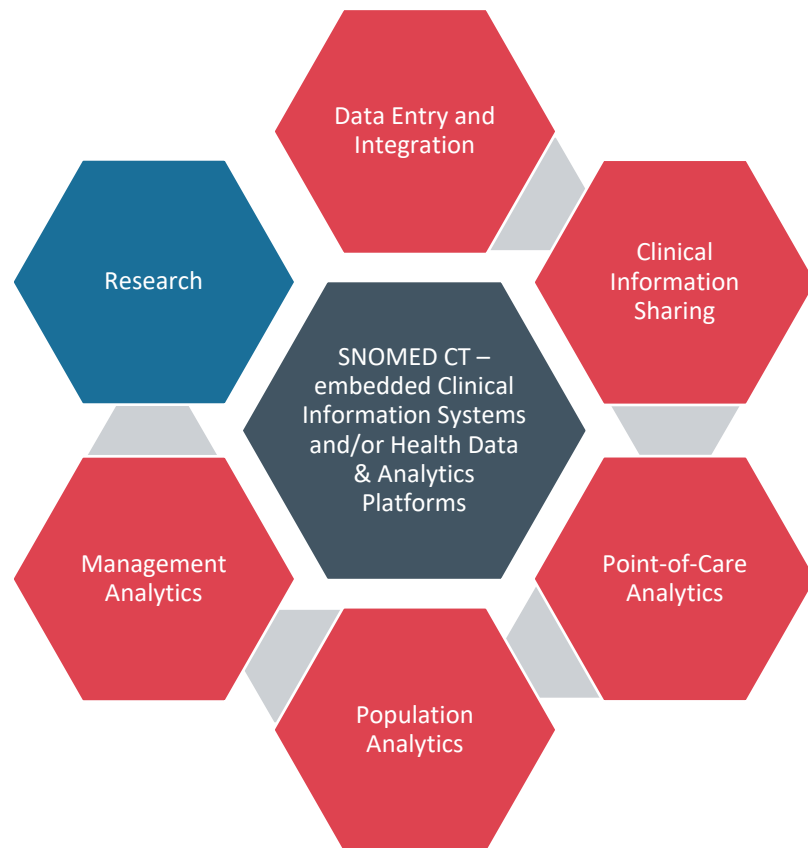 Data Entry and
Integration
Clinical
Information
Sharing
Research
SNOMED CT –
embedded Clinical
Information Systems
and/or Health Data
& Analytics
Platforms
Management
Analytics
Point-of-Care
Analytics
Population
Analytics